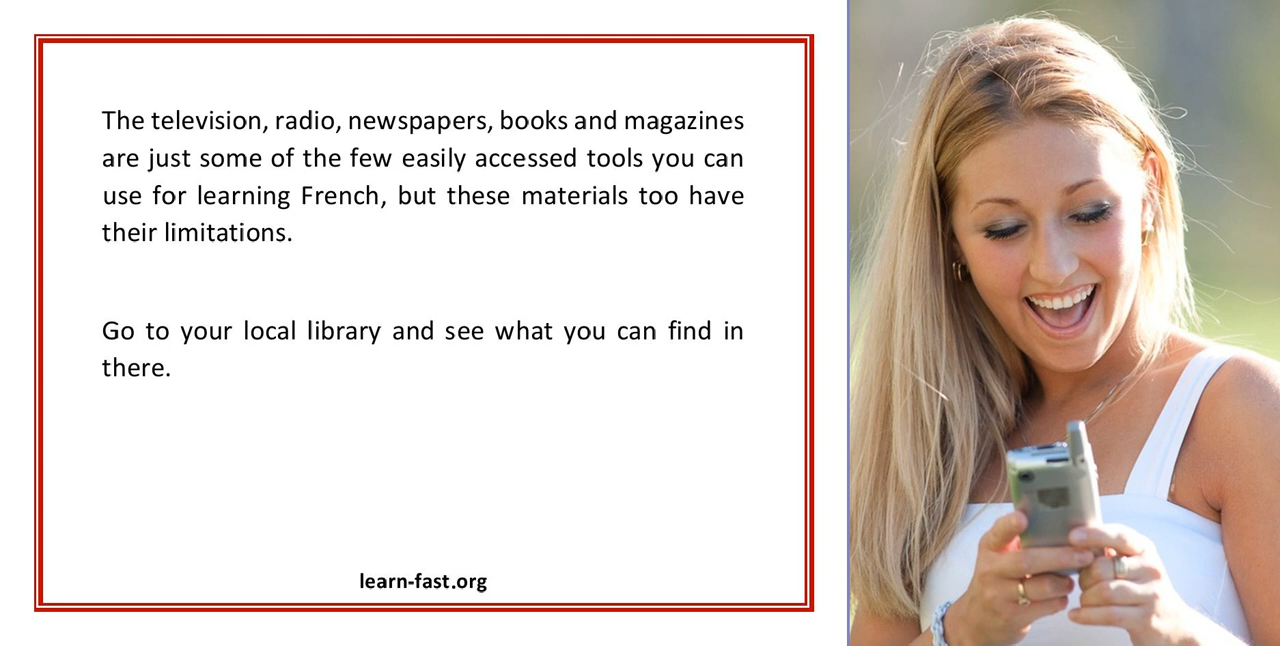 The television, radio, newspapers, books and magazines
are just some of the few easily accessed tools you can
use for learning French, but these materials too have
their limitations.
Go to your local library and see what you can find in
there.
learn-fast.org